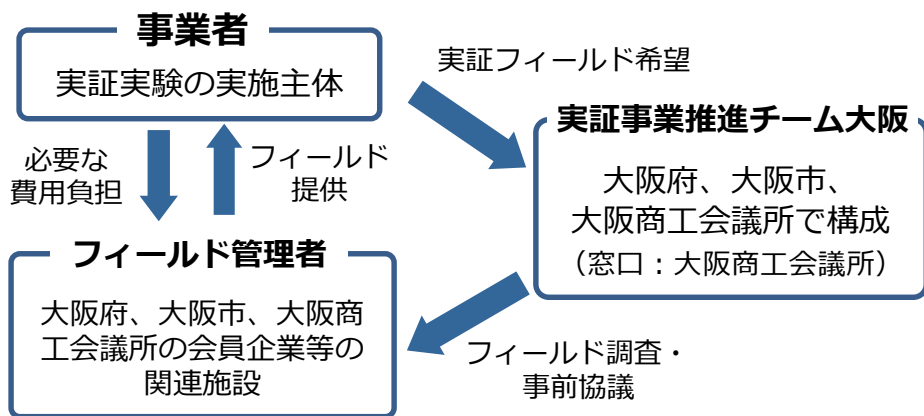 事業者
実証実験の実施主体
実証フィールド希望
実証事業推進チーム大阪
大阪府、大阪市、
大阪商工会議所で構成
（窓口：大阪商工会議所）
必要な
費用負担
フィールド
提供
フィールド管理者
大阪府、大阪市、大阪商
工会議所の会員企業等の
関連施設
フィールド調査・
事前協議